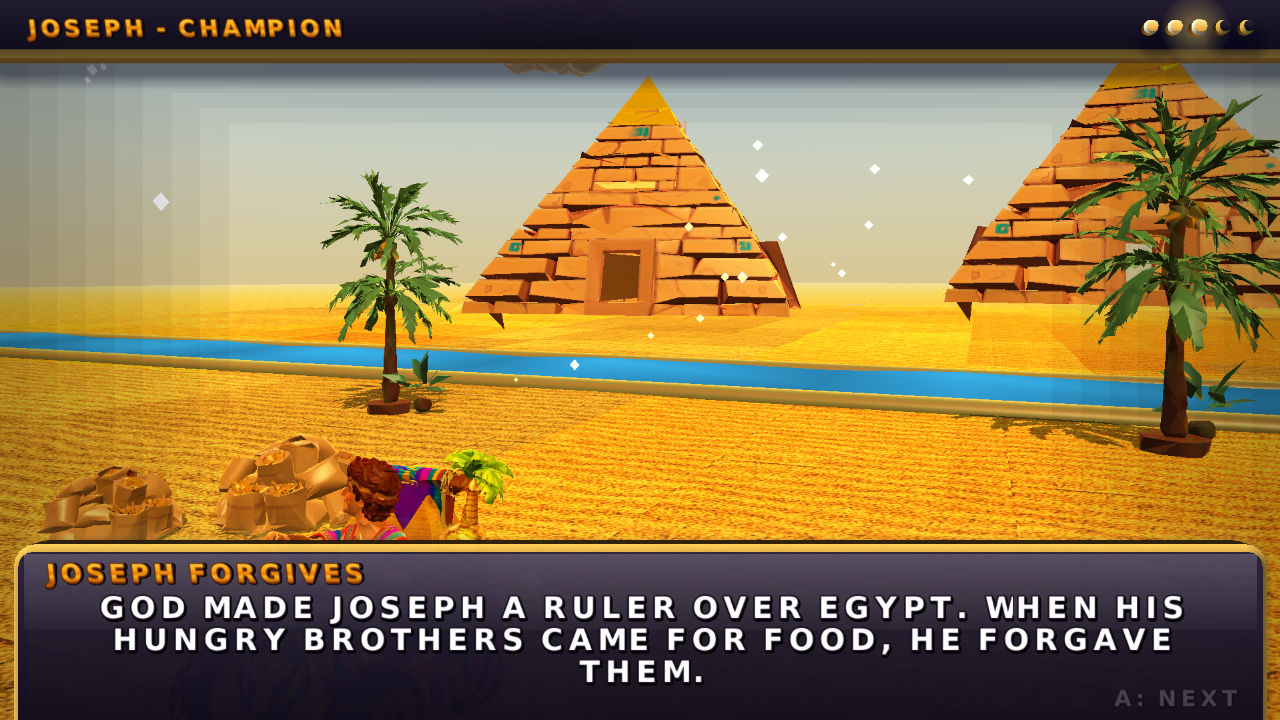 JOSEPH - CHAMPION
JOSEPH FORGIVES
GOD MADE JOSEPH A RULER OVER EGYPT. WHEN HIS
HUNGRY BROTHERS CAME FOR FOOD, HE FORGAVE
THEM.
A: NEXT